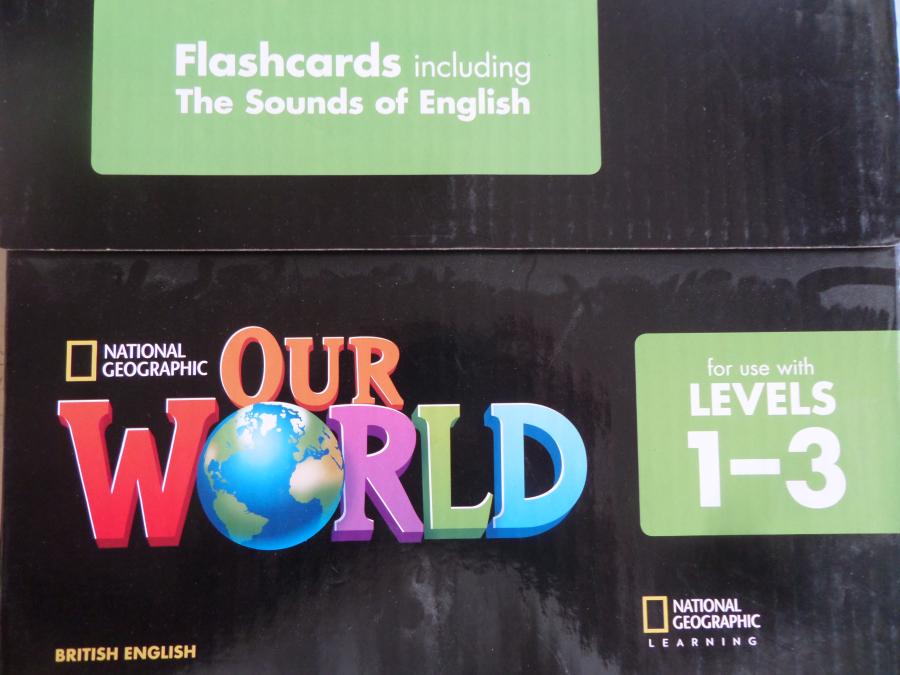 Flashcards including
The Sounds of English
NATIONAL
GEOGRAPHIC
OUR
WORLD
for use with
LEVELS
1–3
NATIONAL
GEOGRAPHIC
LEARNING
BRITISH ENGLISH